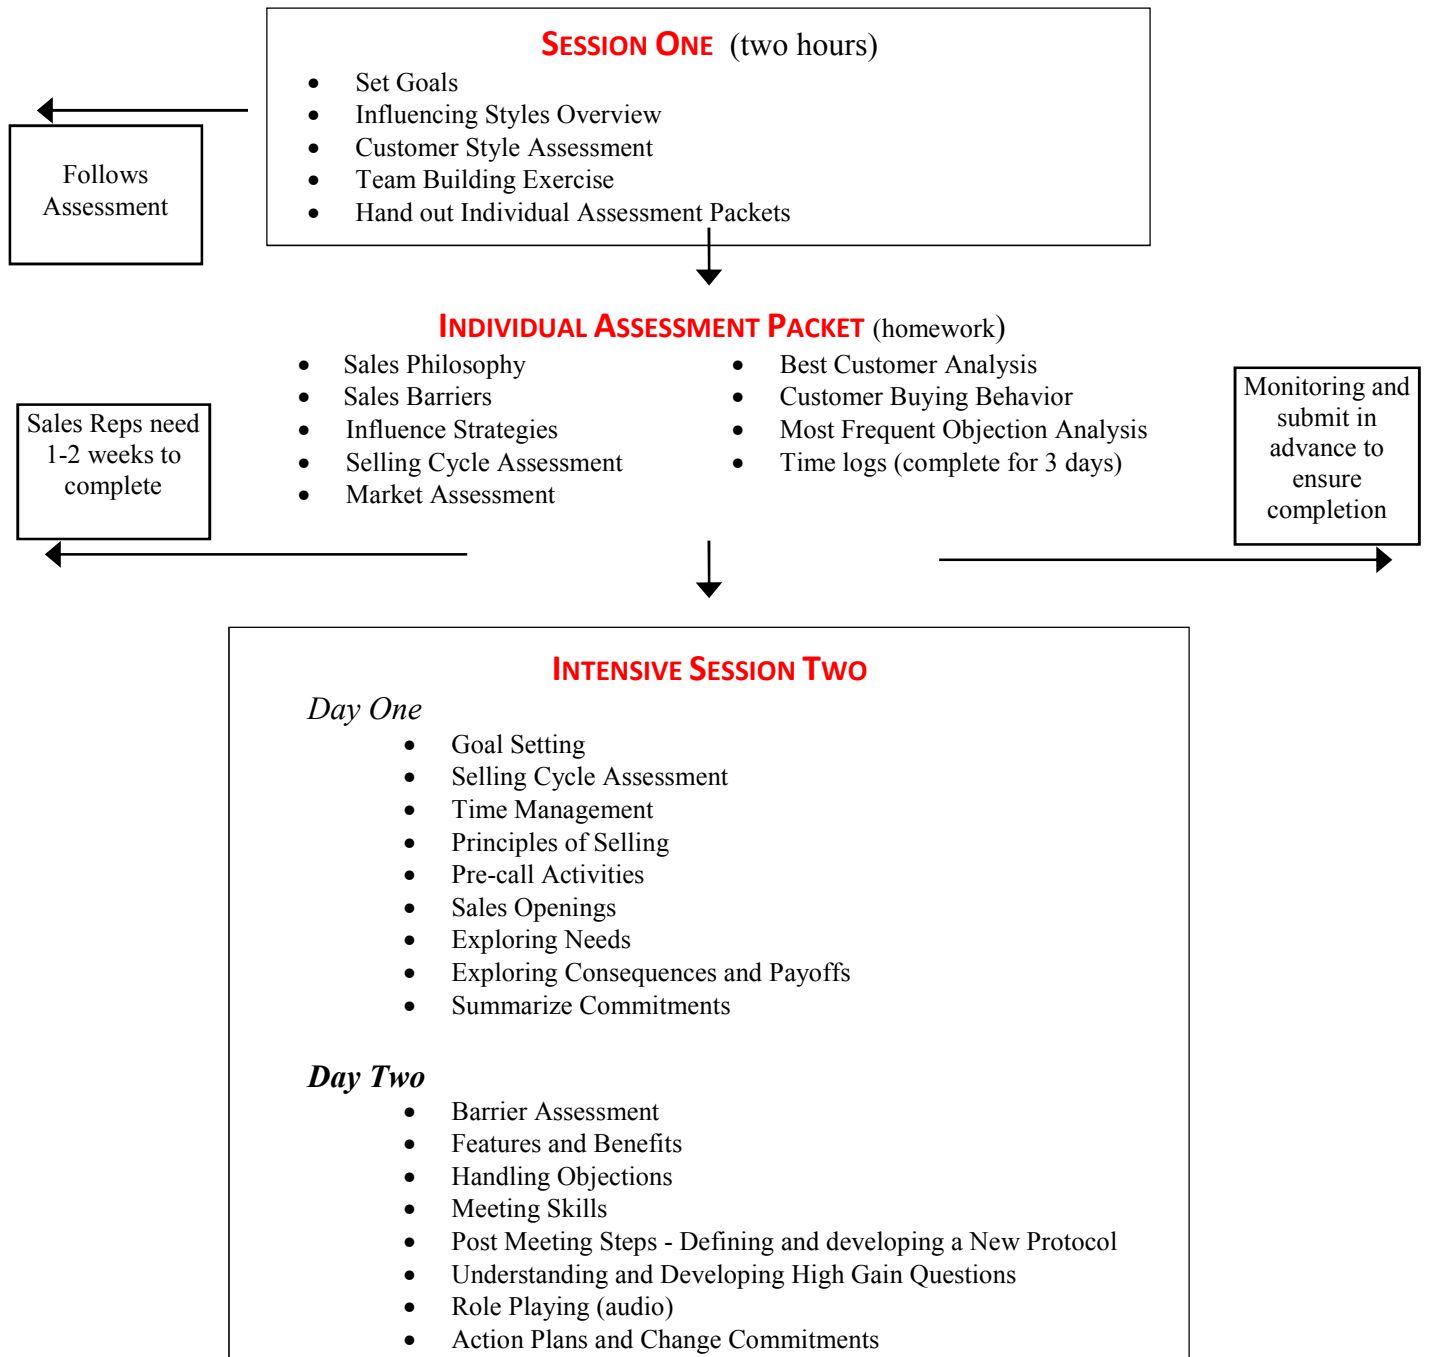 SESSION ONE (two hours)
• Set Goals
• Influencing Styles Overview
• Customer Style Assessment
• Team Building Exercise
• Hand out Individual Assessment Packets
Follows
Assessment
INDIVIDUAL ASSESSMENT PACKET (homework)
• Sales Philosophy
• Sales Barriers
• Influence Strategies
• Selling Cycle Assessment
• Market Assessment
• Best Customer Analysis
• Customer Buying Behavior
• Most Frequent Objection Analysis
• Time logs (complete for 3 days)
Sales Reps need
1-2 weeks to
complete
Monitoring and
submit in
advance to
ensure
completion
INTENSIVE SESSION TWO
Day One
• Goal Setting
• Selling Cycle Assessment
• Time Management
• Principles of Selling
• Pre-call Activities
• Sales Openings
• Exploring Needs
• Exploring Consequences and Payoffs
• Summarize Commitments
Day Two
• Barrier Assessment
• Features and Benefits
• Handling Objections
• Meeting Skills
• Post Meeting Steps - Defining and developing a New Protocol
• Understanding and Developing High Gain Questions
• Role Playing (audio)
• Action Plans and Change Commitments